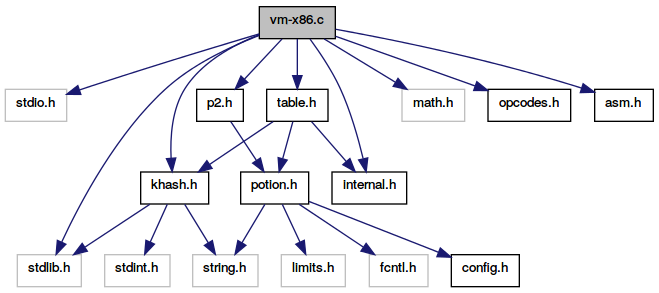 vm-x86.c
stdio.h
p2.h
table.h
math.h
opcodes.h
asm.h
khash.h
potion.h
internal.h
stdlib.h
stdint.h
string.h
limits.h
fcntl.h
config.h